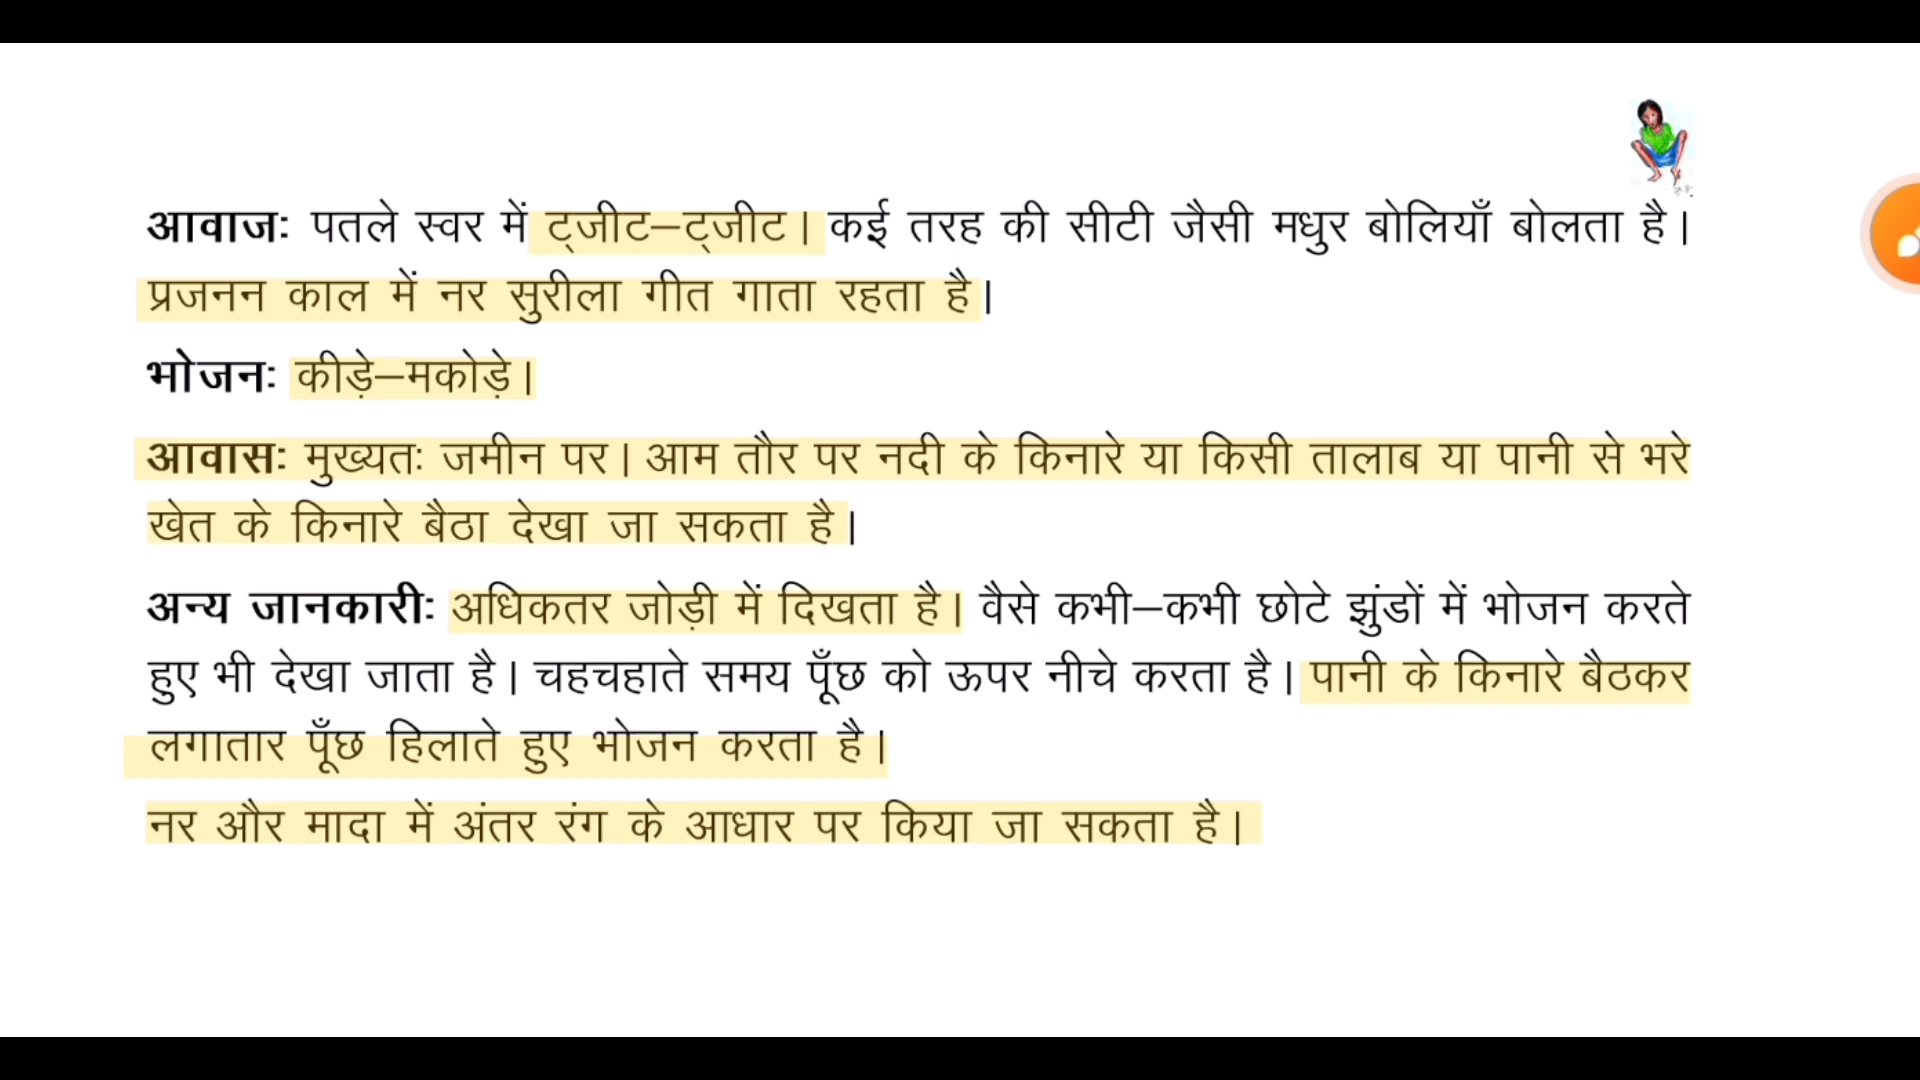 आवाज: पतले स्वर में ट्जीट–ट्जीट। कई तरह की सीटी जैसी मधुर बोलियाँ बोलता है।
प्रजनन काल में नर सुरीला गीत गाता रहता है।
भोजन: कीड़े–मकोड़े।
आवास: मुख्यतः जमीन पर। आम तौर पर नदी के किनारे या किसी तालाब या पानी से भरे
खेत के किनारे बैठा देखा जा सकता है।
अन्य जानकारी: अधिकतर जोड़ी में दिखता है। वैसे कभी–कभी छोटे झुंडों में भोजन करते
हुए भी देखा जाता है। चहचहाते समय पूँछ को ऊपर नीचे करता है। पानी के किनारे बैठकर
लगातार पूँछ हिलाते हुए भोजन करता है।
नर और मादा में अंतर रंग के आधार पर किया जा सकता है।